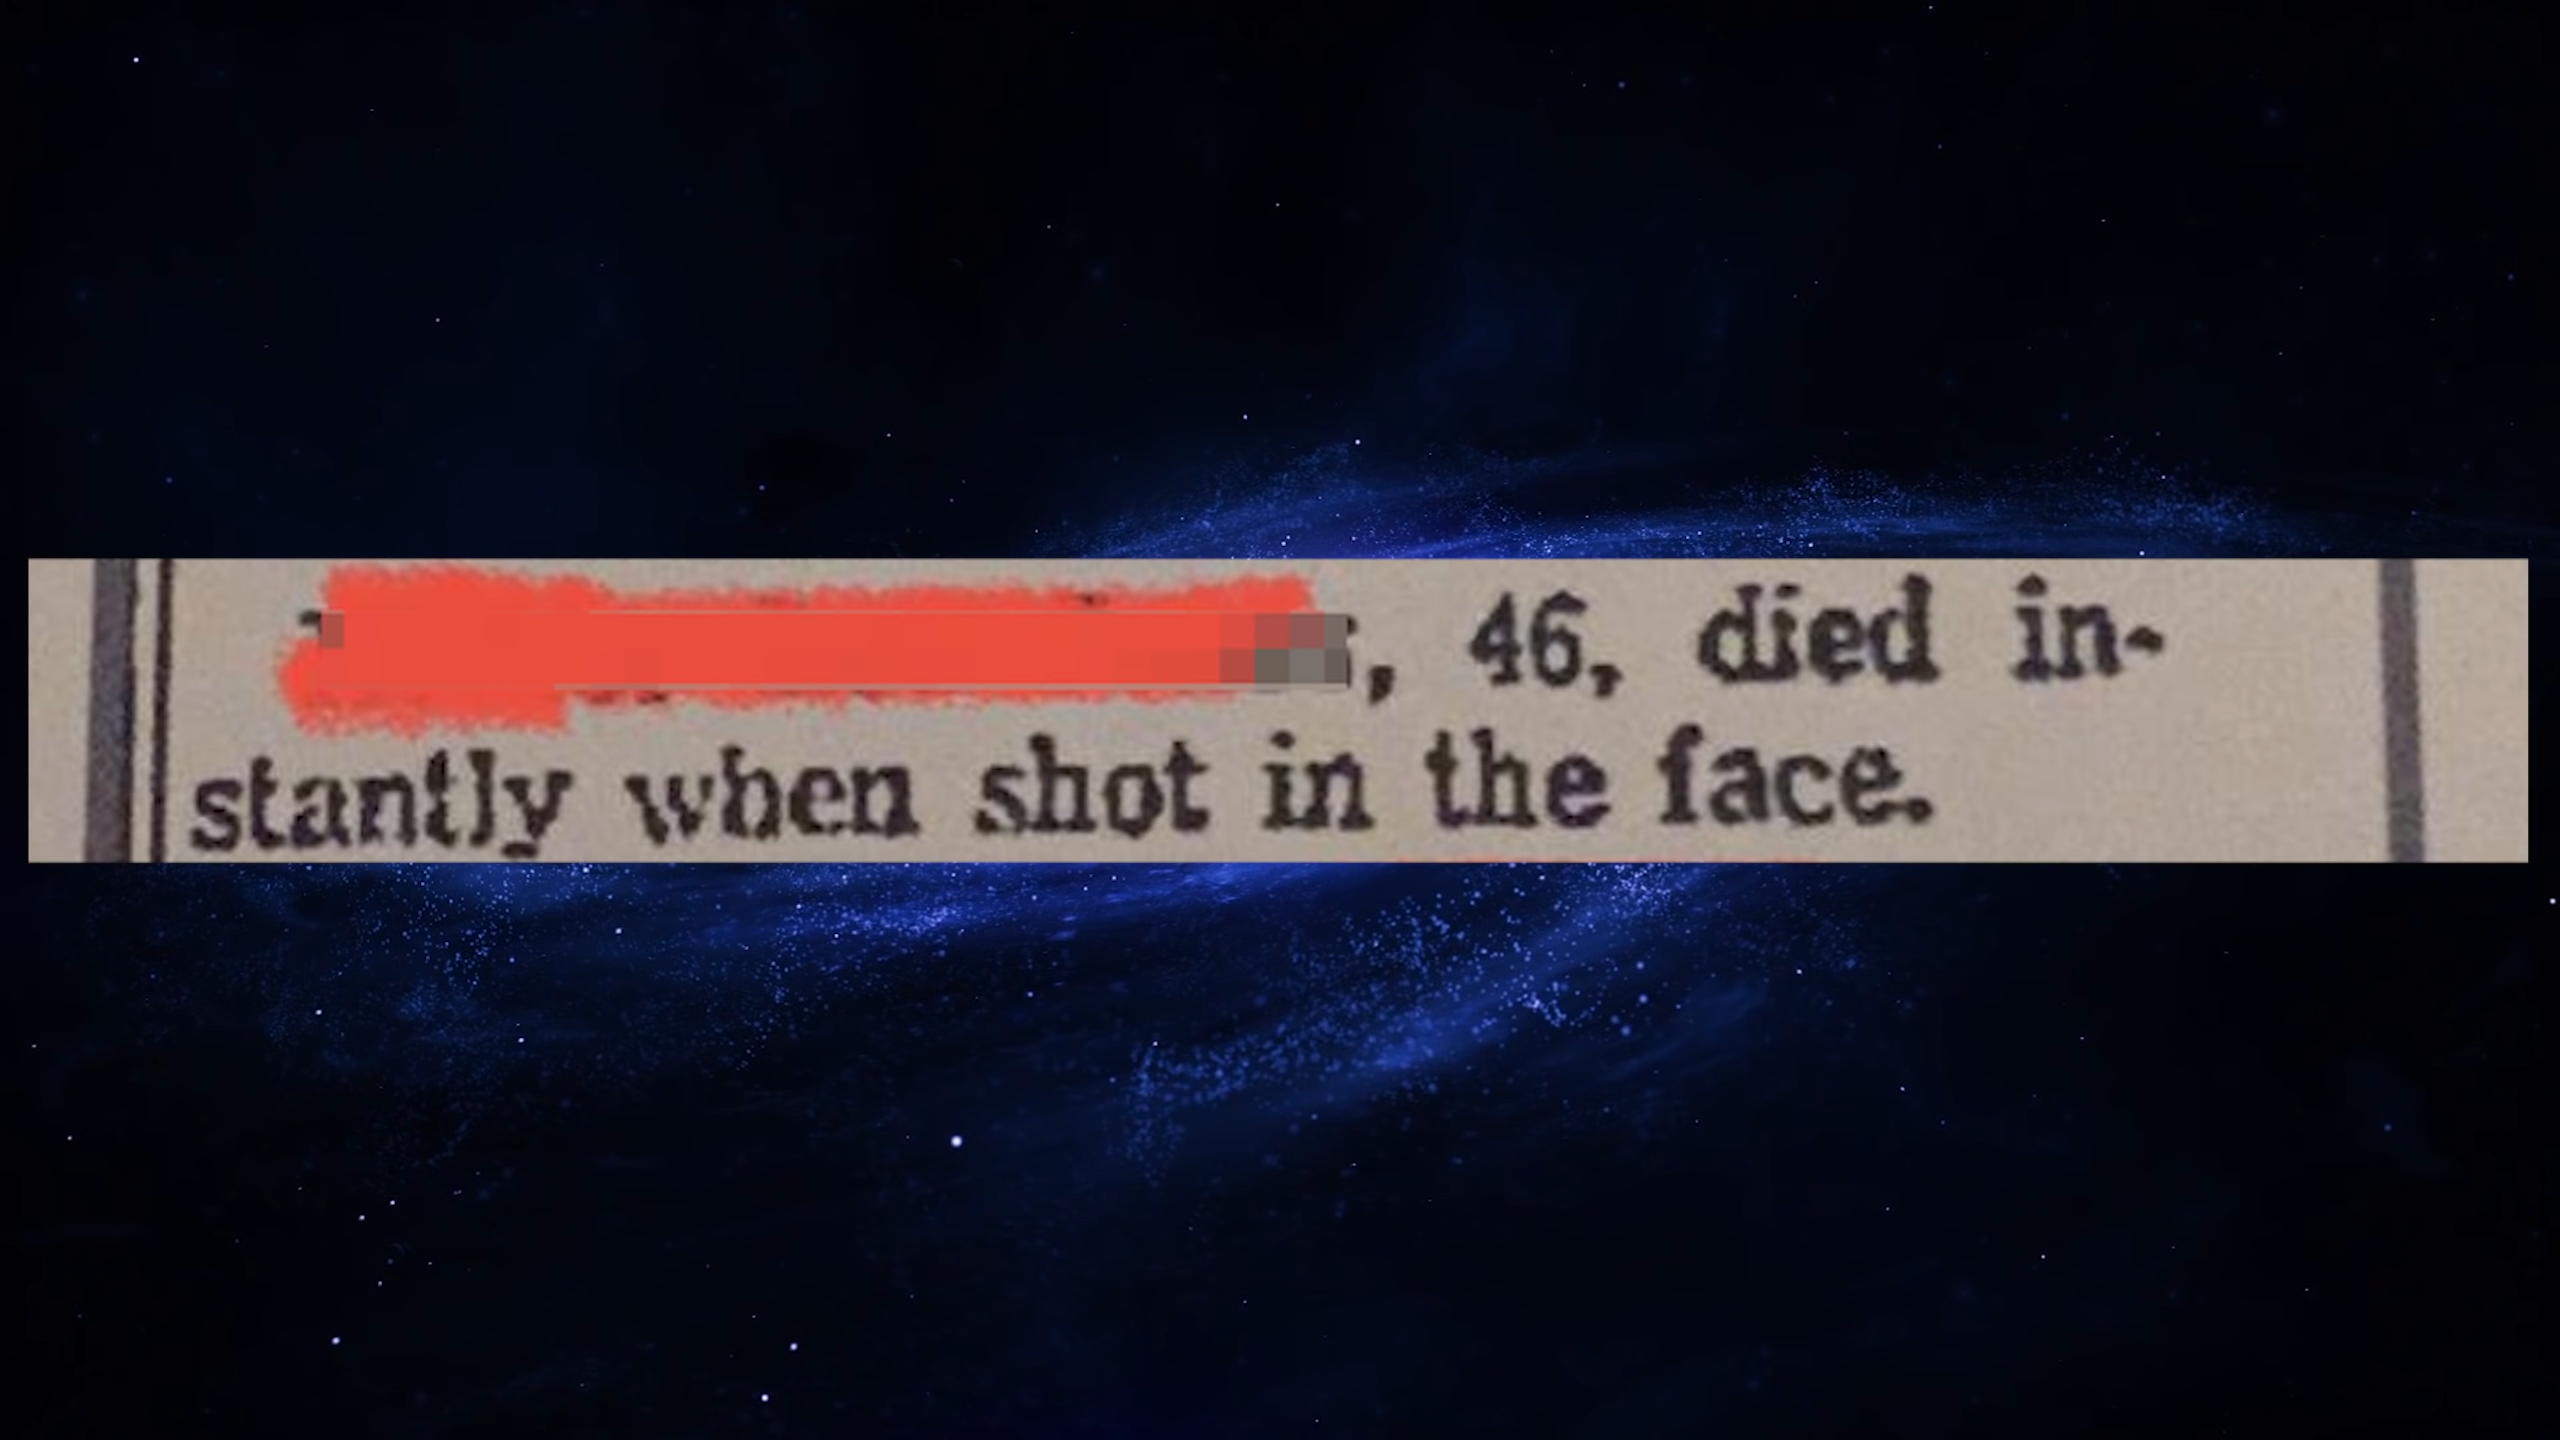 , 46, died in-
stantly when shot in the face.